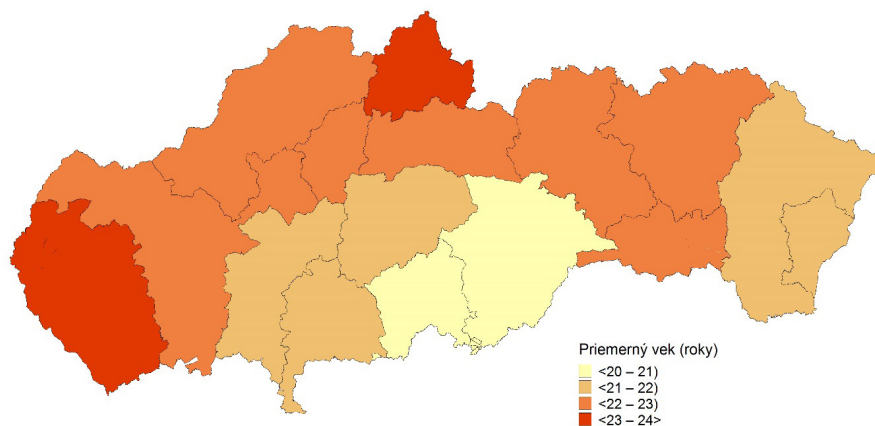 Priemerný vek (roky)
<20 – 21)
<21 – 22)
<22 – 23)
<23 – 24>